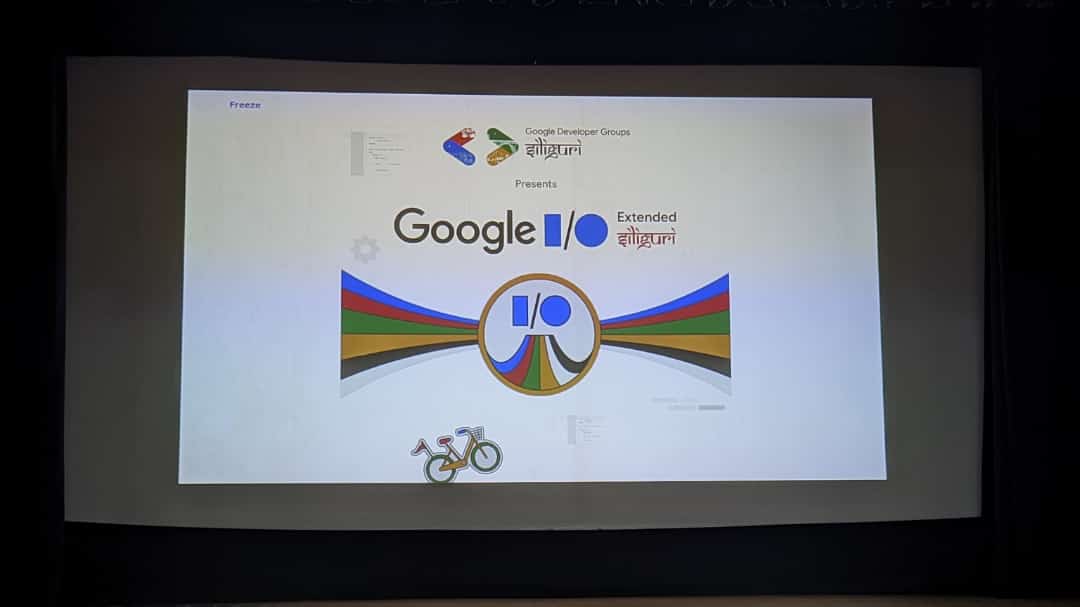 Freeze
Google Developer Groups
siliguri
Presents
Google I/O Extended
siliguri
I/O